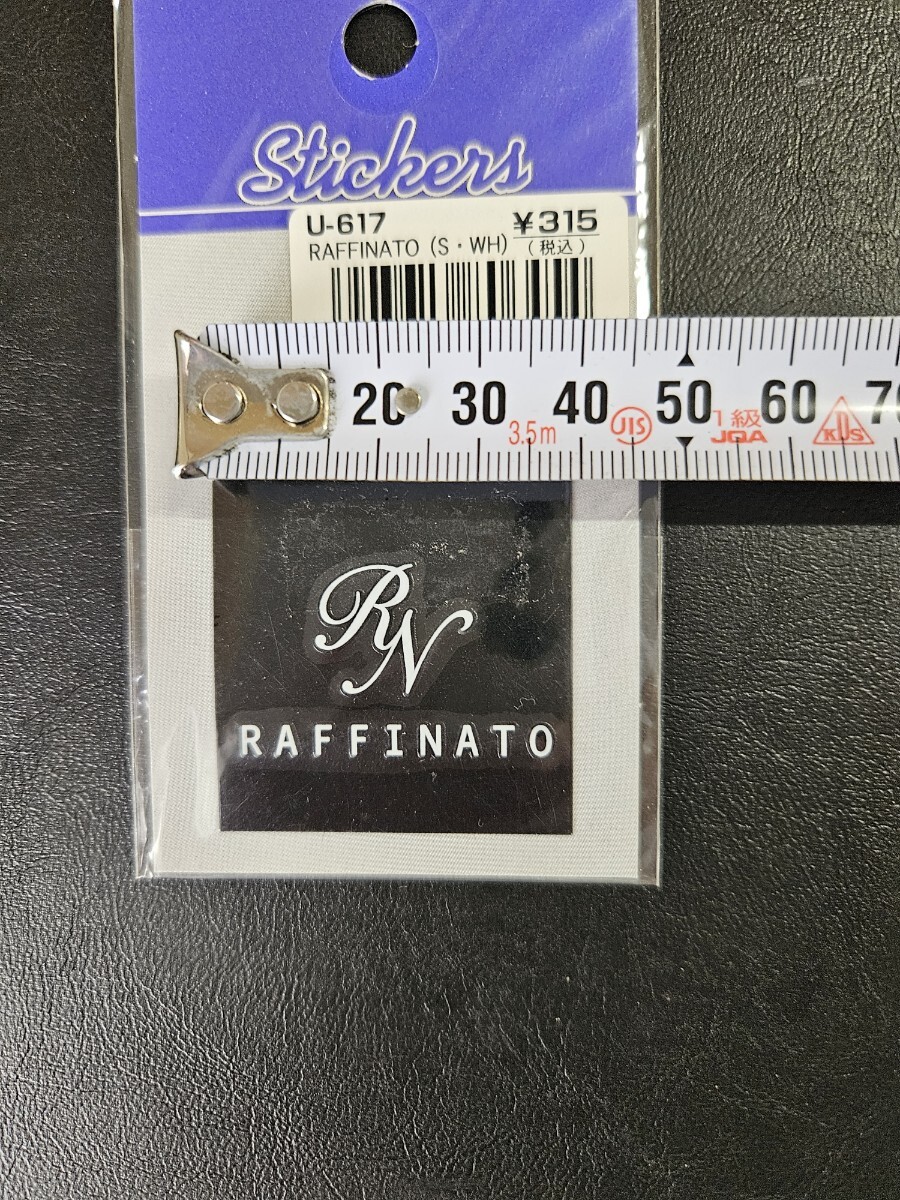 Stickers
U-617 ¥315
RAFFINATO (S・WH) (税込)
20 30 40 50 60
3.5m JIS 1級 JQA KDS
RN
RAFFINATO